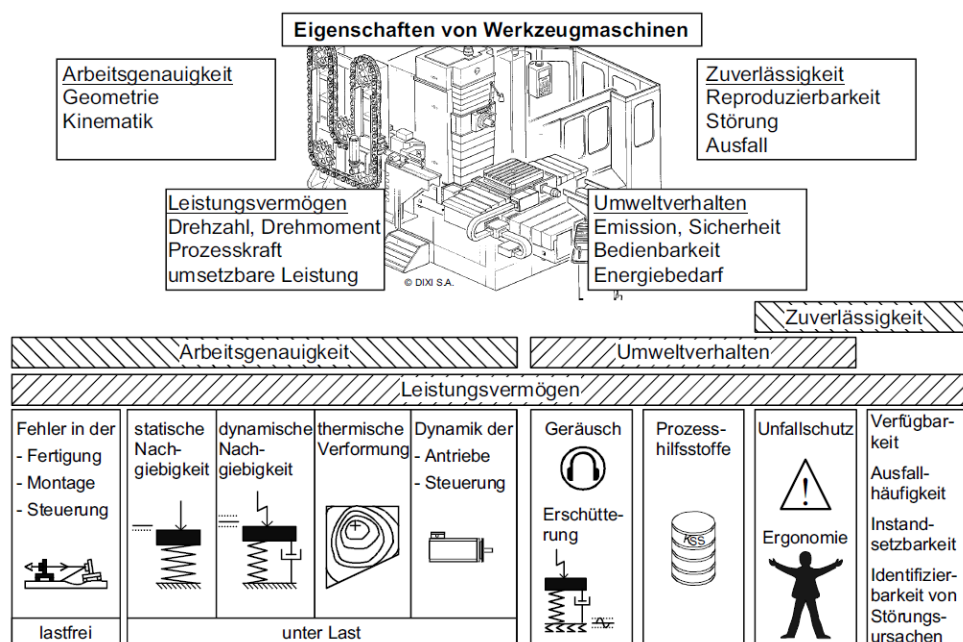 Eigenschaften von Werkzeugmaschinen
Arbeitsgenauigkeit
Geometrie
Kinematik
Zuverlässigkeit
Reproduzierbarkeit
Störung
Ausfall
Leistungsvermögen
Drehzahl, Drehmoment
Prozesskraft
umsetzbare Leistung
Umweltverhalten
Emission, Sicherheit
Bedienbarkeit
Energiebedarf
© DIXI S.A.
Zuverlässigkeit
Arbeitsgenauigkeit
Umweltverhalten
Leistungsvermögen
Fehler in der
- Fertigung
- Montage
- Steuerung
lastfrei
statische
Nach-
giebigkeit
dynamische
Nach-
giebigkeit
thermische
Verformung
Dynamik der
- Antriebe
- Steuerung
unter Last
Geräusch
Erschütte-
rung
Prozess-
hilfsstoffe
KSS
Unfallschutz
!
Ergonomie
Verfügbar-
keit
Ausfall-
häufigkeit
Instand-
setzbarkeit
Identifizier-
barkeit von
Störungs-
ursachen